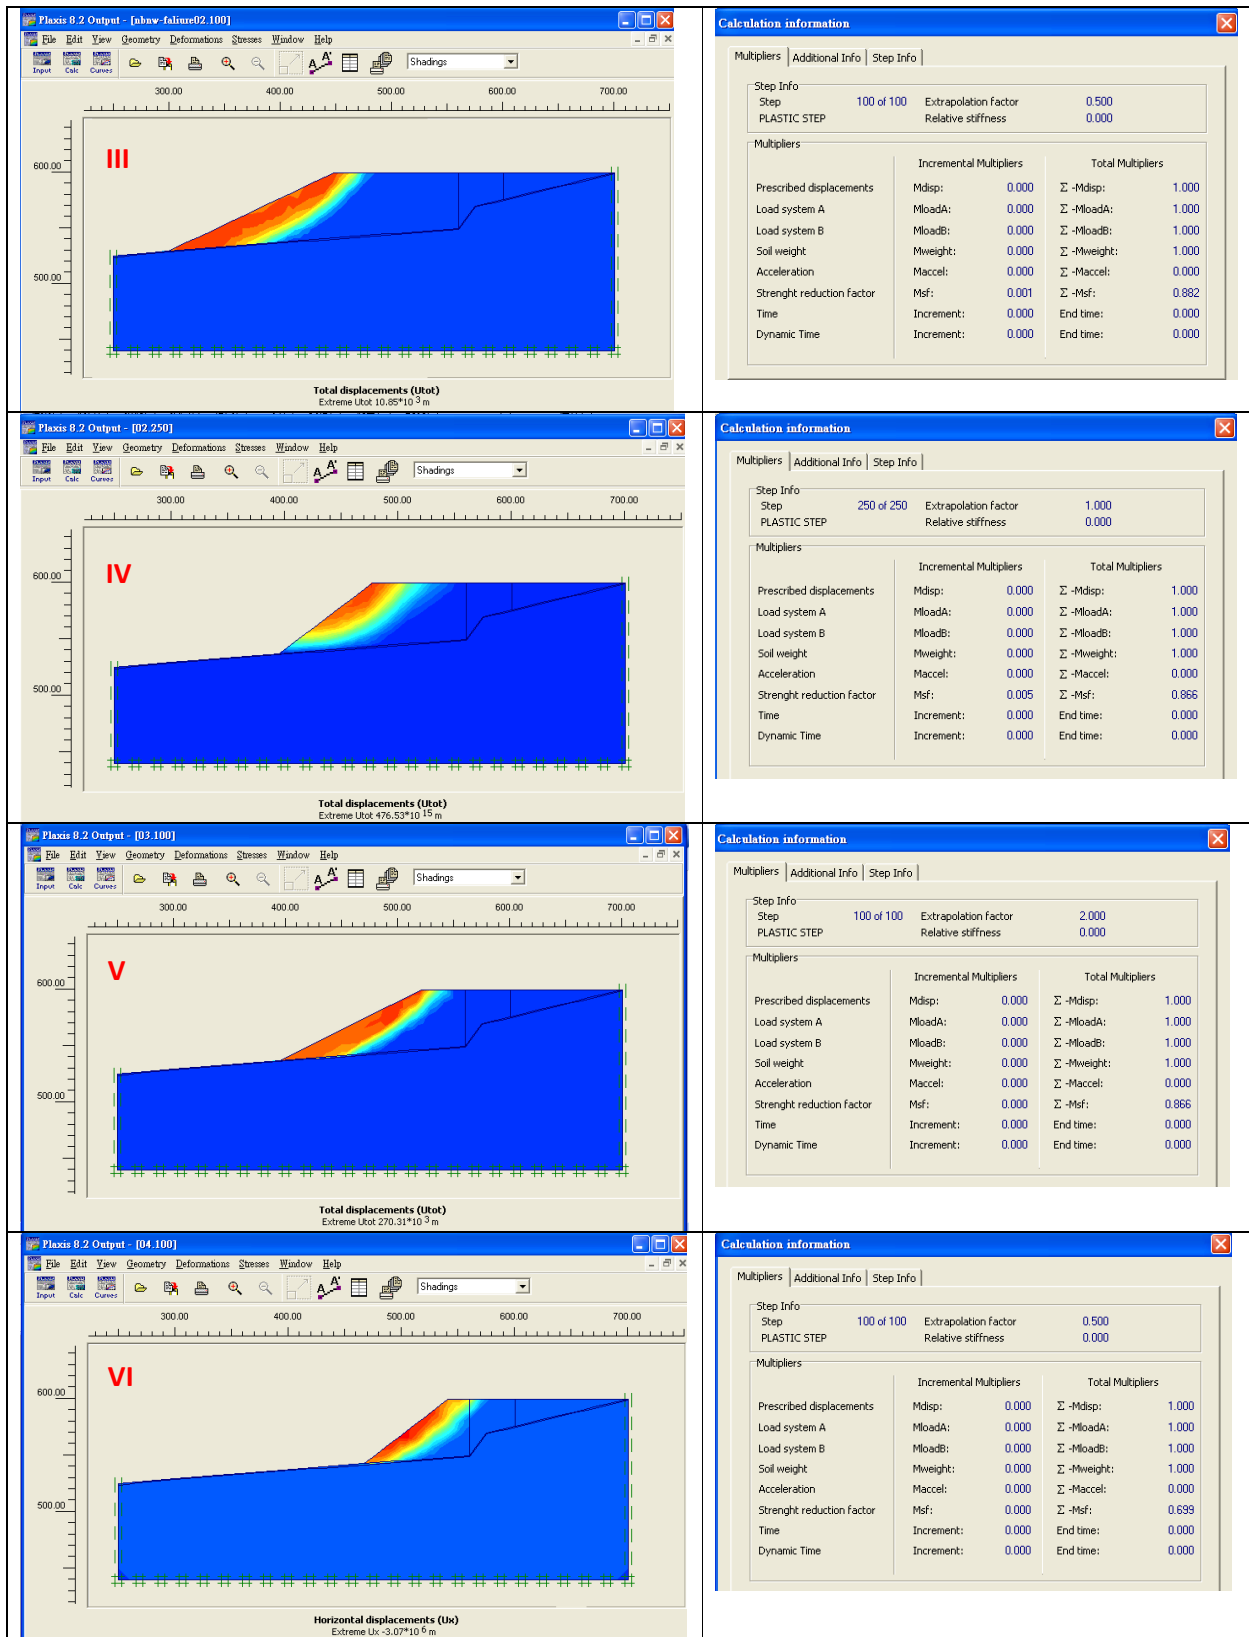 Plaxis 8.2 Output - [nbnw-faliure02.100]
File Edit View Geometry Deformations Stresses Window Help
Input Calc Curves Shadings
300.00 400.00 500.00 600.00 700.00
III
600.00
500.00
Total displacements (Utot)
Extreme Utot 10.85*10 3 m
Calculation information
Multipliers Additional Info Step Info
Step Info
Step 100 of 100 Extrapolation factor 0.500
PLASTIC STEP Relative stiffness 0.000
Multipliers
Incremental Multipliers Total Multipliers
Prescribed displacements Mdisp: 0.000 Σ -Mdisp: 1.000
Load system A MloadA: 0.000 Σ -MloadA: 1.000
Load system B MloadB: 0.000 Σ -MloadB: 1.000
Soil weight Mweight: 0.000 Σ -Mweight: 1.000
Acceleration Maccel: 0.000 Σ -Maccel: 0.000
Strenght reduction factor Msf: 0.001 Σ -Msf: 0.882
Time Increment: 0.000 End time: 0.000
Dynamic Time Increment: 0.000 End time: 0.000
Plaxis 8.2 Output - [02.250]
File Edit View Geometry Deformations Stresses Window Help
Input Calc Curves Shadings
300.00 400.00 500.00 600.00 700.00
IV
600.00
500.00
Total displacements (Utot)
Extreme Utot 476.53*10 15 m
Calculation information
Multipliers Additional Info Step Info
Step Info
Step 250 of 250 Extrapolation factor 1.000
PLASTIC STEP Relative stiffness 0.000
Multipliers
Incremental Multipliers Total Multipliers
Prescribed displacements Mdisp: 0.000 Σ -Mdisp: 1.000
Load system A MloadA: 0.000 Σ -MloadA: 1.000
Load system B MloadB: 0.000 Σ -MloadB: 1.000
Soil weight Mweight: 0.000 Σ -Mweight: 1.000
Acceleration Maccel: 0.000 Σ -Maccel: 0.000
Strenght reduction factor Msf: 0.005 Σ -Msf: 0.866
Time Increment: 0.000 End time: 0.000
Dynamic Time Increment: 0.000 End time: 0.000
Plaxis 8.2 Output - [03.100]
File Edit View Geometry Deformations Stresses Window Help
Input Calc Curves Shadings
300.00 400.00 500.00 600.00 700.00
V
600.00
500.00
Total displacements (Utot)
Extreme Utot 270.31*10 3 m
Calculation information
Multipliers Additional Info Step Info
Step Info
Step 100 of 100 Extrapolation factor 2.000
PLASTIC STEP Relative stiffness 0.000
Multipliers
Incremental Multipliers Total Multipliers
Prescribed displacements Mdisp: 0.000 Σ -Mdisp: 1.000
Load system A MloadA: 0.000 Σ -MloadA: 1.000
Load system B MloadB: 0.000 Σ -MloadB: 1.000
Soil weight Mweight: 0.000 Σ -Mweight: 1.000
Acceleration Maccel: 0.000 Σ -Maccel: 0.000
Strenght reduction factor Msf: 0.000 Σ -Msf: 0.866
Time Increment: 0.000 End time: 0.000
Dynamic Time Increment: 0.000 End time: 0.000
Plaxis 8.2 Output - [04.100]
File Edit View Geometry Deformations Stresses Window Help
Input Calc Curves Shadings
300.00 400.00 500.00 600.00 700.00
VI
600.00
500.00
Horizontal displacements (Ux)
Extreme Ux -3.07*10 6 m
Calculation information
Multipliers Additional Info Step Info
Step Info
Step 100 of 100 Extrapolation factor 0.500
PLASTIC STEP Relative stiffness 0.000
Multipliers
Incremental Multipliers Total Multipliers
Prescribed displacements Mdisp: 0.000 Σ -Mdisp: 1.000
Load system A MloadA: 0.000 Σ -MloadA: 1.000
Load system B MloadB: 0.000 Σ -MloadB: 1.000
Soil weight Mweight: 0.000 Σ -Mweight: 1.000
Acceleration Maccel: 0.000 Σ -Maccel: 0.000
Strenght reduction factor Msf: 0.000 Σ -Msf: 0.699
Time Increment: 0.000 End time: 0.000
Dynamic Time Increment: 0.000 End time: 0.000